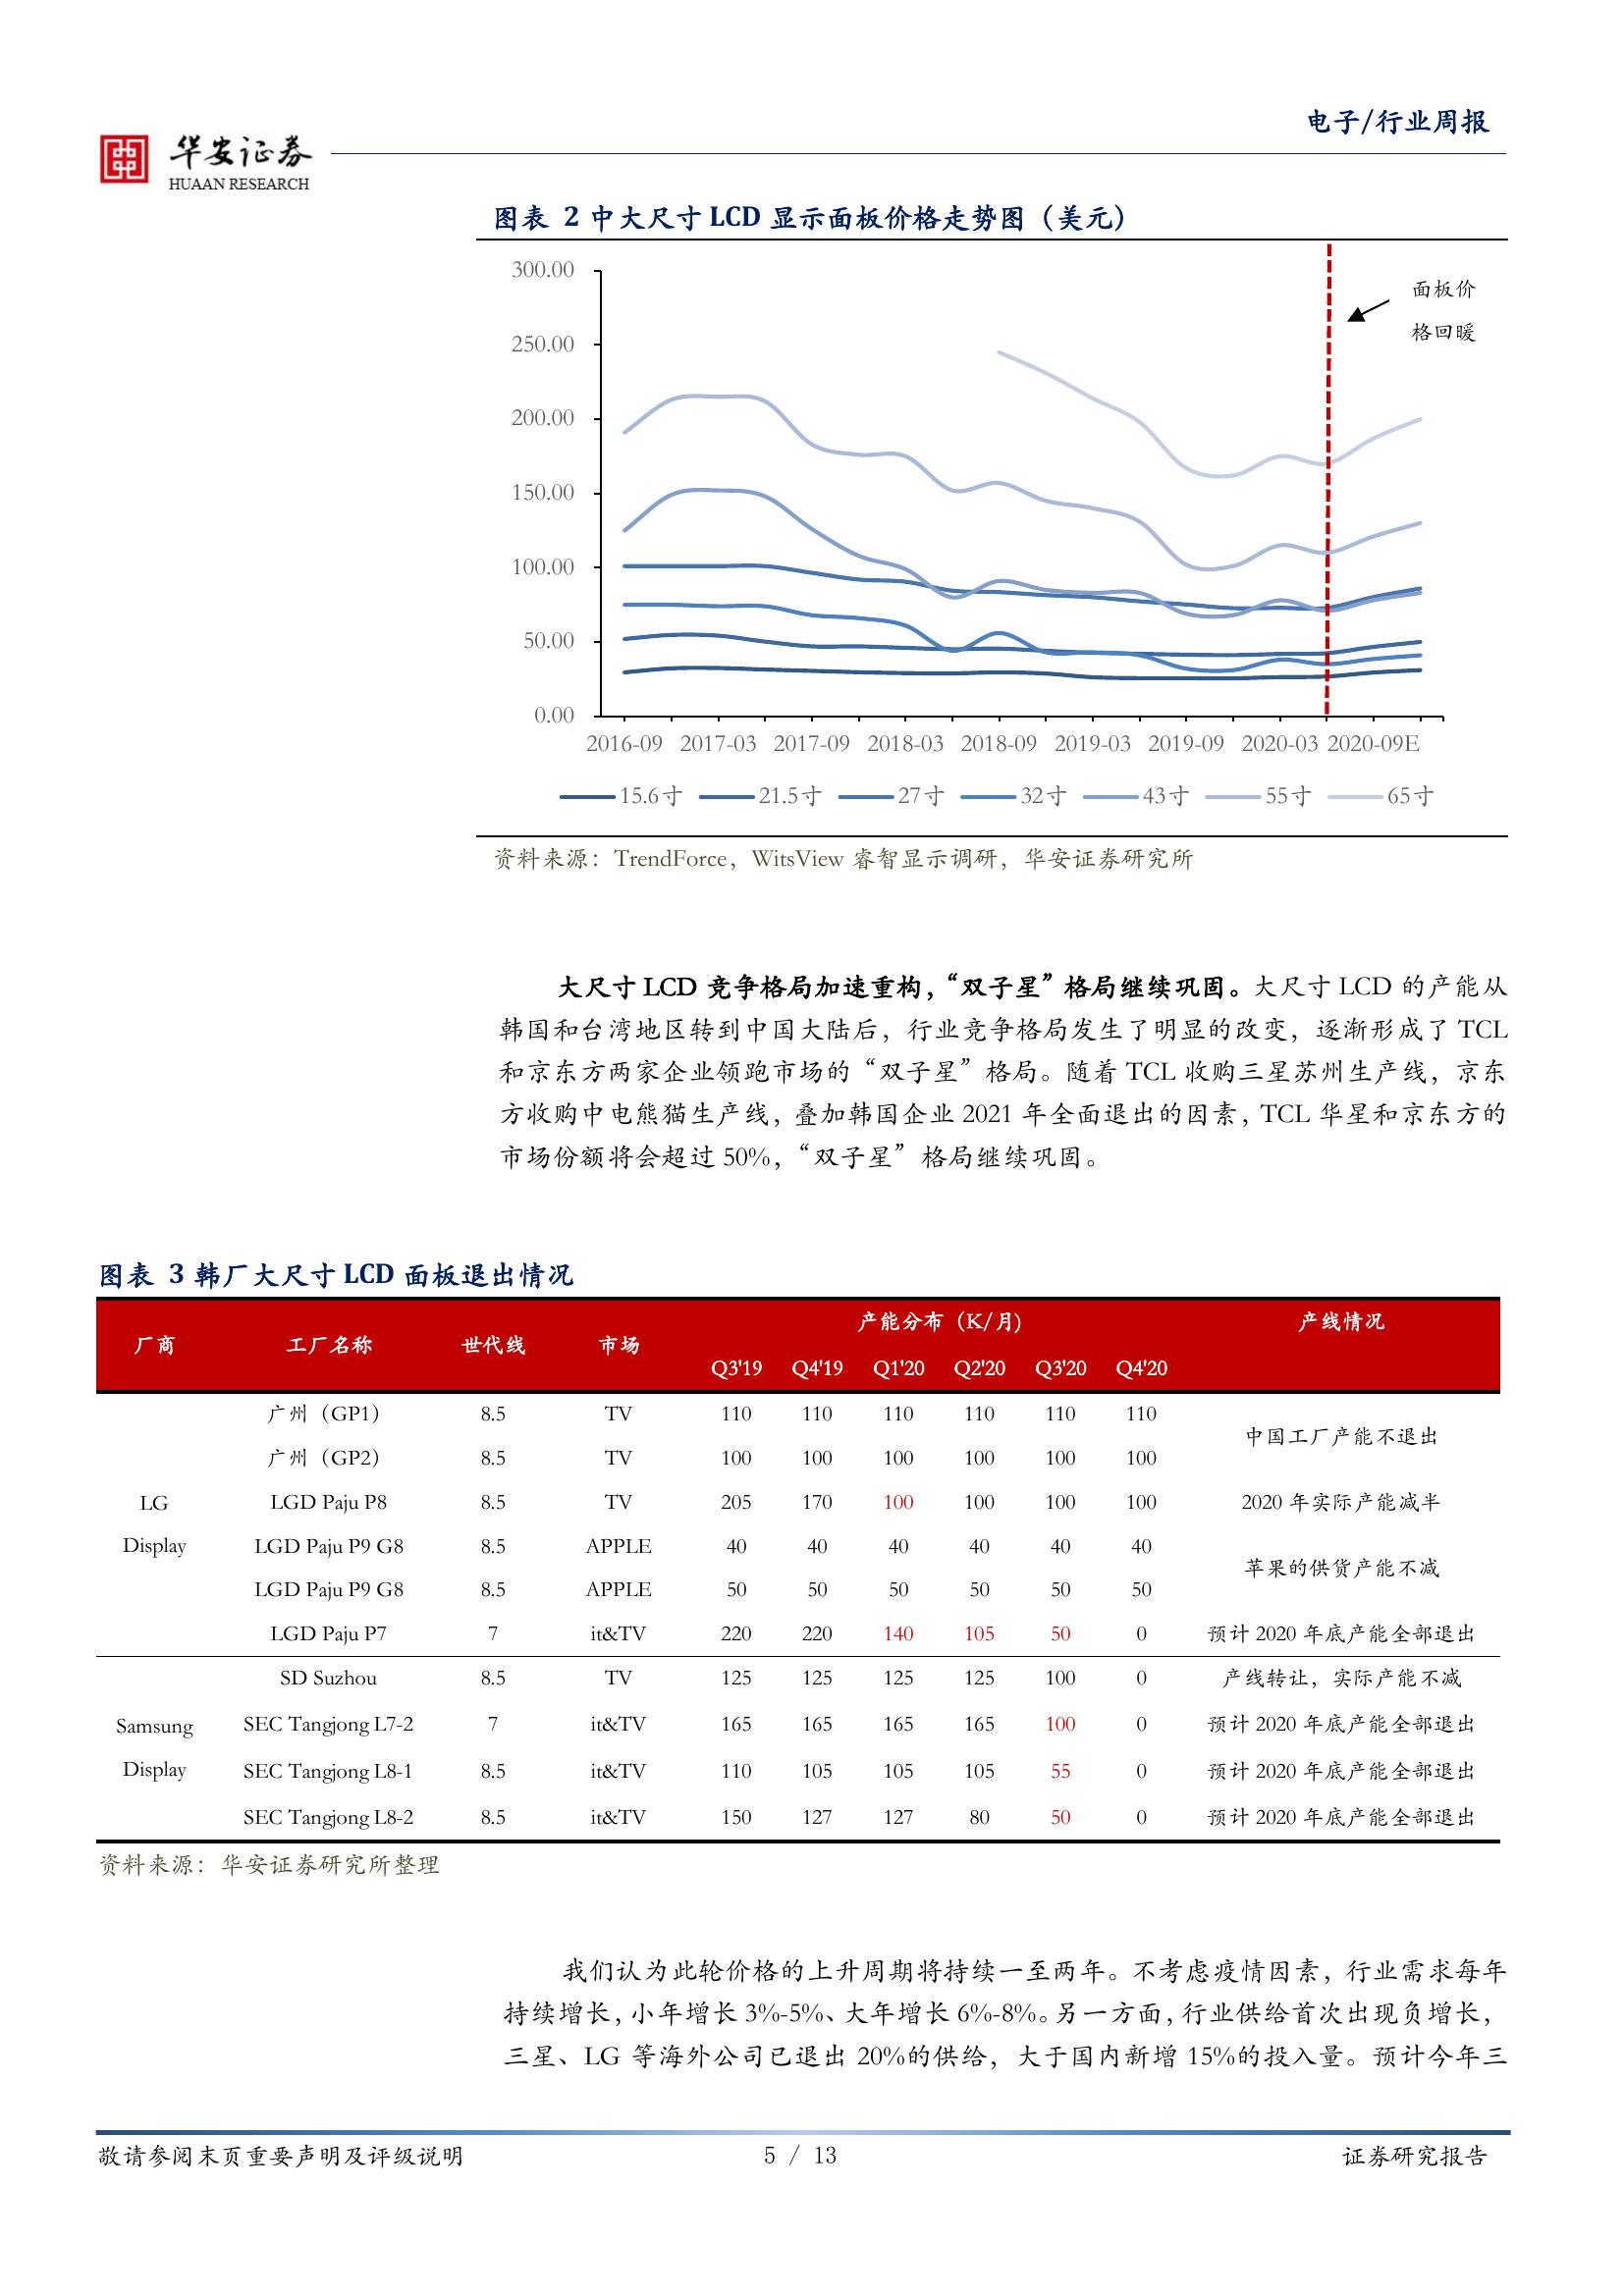 电子/行业周报
华安证券
HUAAN RESEARCH
图表 2 中大尺寸 LCD 显示面板价格走势图（美元）
300.00
250.00
200.00
150.00
100.00
50.00
0.00
面板价
格回暖
2016-09 2017-03 2017-09 2018-03 2018-09 2019-03 2019-09 2020-03 2020-09E
15.6寸 21.5寸 27寸 32寸 43寸 55寸 65寸
资料来源：TrendForce，WitsView 睿智显示调研，华安证券研究所
大尺寸 LCD 竞争格局加速重构，“双子星”格局继续巩固。大尺寸 LCD 的产能从
韩国和台湾地区转到中国大陆后，行业竞争格局发生了明显的改变，逐渐形成了 TCL
和京东方两家企业领跑市场的“双子星”格局。随着 TCL 收购三星苏州生产线，京东
方收购中电熊猫生产线，叠加韩国企业 2021 年全面退出的因素，TCL 华星和京东方的
市场份额将会超过 50%，“双子星”格局继续巩固。
图表 3 韩厂大尺寸 LCD 面板退出情况
厂商 工厂名称 世代线 市场 产能分布（K/月） 产线情况
Q3'19 Q4'19 Q1'20 Q2'20 Q3'20 Q4'20
广州（GP1） 8.5 TV 110 110 110 110 110 110
中国工厂产能不退出
广州（GP2） 8.5 TV 100 100 100 100 100 100
LG LGD Paju P8 8.5 TV 205 170 100 100 100 100 2020 年实际产能减半
Display LGD Paju P9 G8 8.5 APPLE 40 40 40 40 40 40
苹果的供货产能不减
LGD Paju P9 G8 8.5 APPLE 50 50 50 50 50 50
LGD Paju P7 7 it&TV 220 220 140 105 50 0 预计 2020 年底产能全部退出
SD Suzhou 8.5 TV 125 125 125 125 100 0 产线转让，实际产能不减
Samsung SEC Tangjong L7-2 7 it&TV 165 165 165 165 100 0 预计 2020 年底产能全部退出
Display SEC Tangjong L8-1 8.5 it&TV 110 105 105 105 55 0 预计 2020 年底产能全部退出
SEC Tangjong L8-2 8.5 it&TV 150 127 127 80 50 0 预计 2020 年底产能全部退出
资料来源：华安证券研究所整理
我们认为此轮价格的上升周期将持续一至两年。不考虑疫情因素，行业需求每年
持续增长，小年增长 3%-5%、大年增长 6%-8%。另一方面，行业供给首次出现负增长，
三星、LG 等海外公司已退出 20%的供给，大于国内新增 15%的投入量。预计今年三
敬请参阅末页重要声明及评级说明 5 / 13 证券研究报告